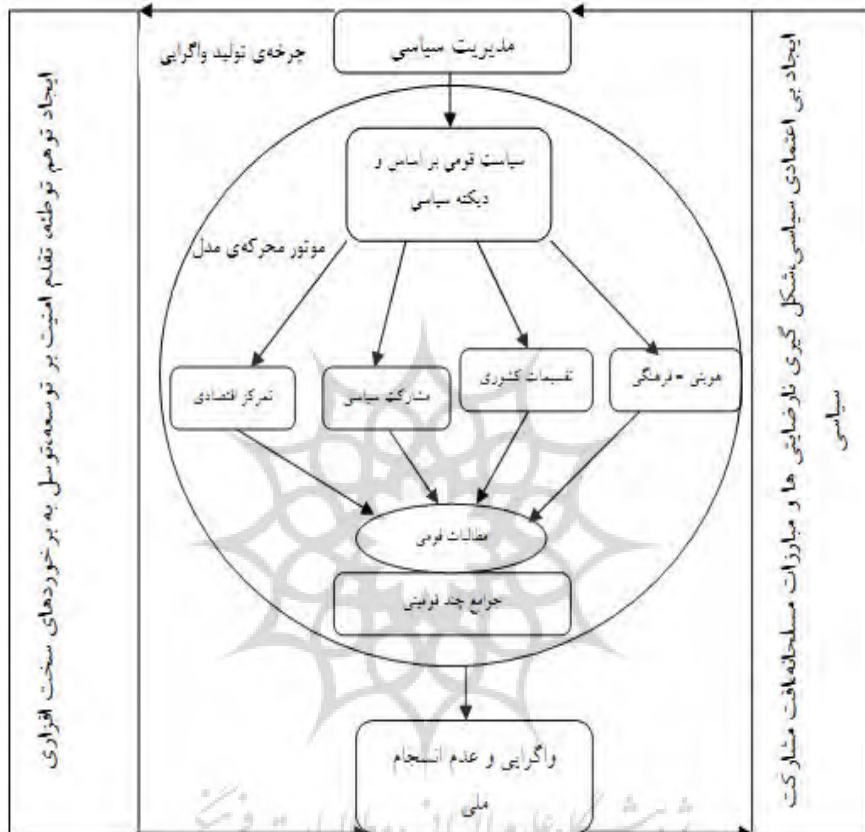 مدیریت سیاسی
چرخه‌ی تولید واگرایی
سیاست قومی بر اساس و
دیکته سیاسی
موتور محرکه‌ی مدل
هویتی - فرهنگی
تقسیمات کشوری
مشارکت سیاسی
تمرکز اقتصادی
مطالبات قومی
جوامع چند قومیتی
واگرایی و عدم انسجام
ملی
ایجاد بی اعتمادی سیاسی،شکل گیری نارضایتی ها و مبارزات مسلحانه،افت مشارکت
سیاسی
ایجاد توهم توطئه، تقدم امنیت بر توسعه،توسل به برخوردهای سخت افزاری